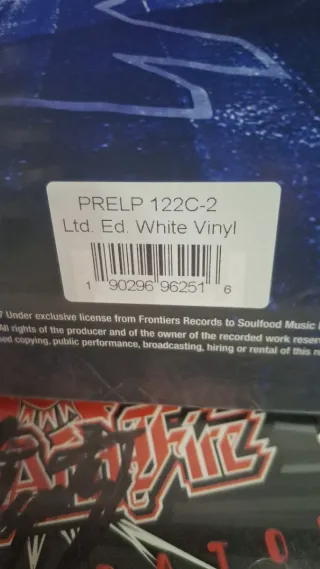 PRELP 122C-2
Ltd. Ed. White Vinyl
1 90296 96251 6
7 Under exclusive license from Frontiers Records to Soulfood Music
All rights of the producer and of the owner of the recorded work
copying, public performance, broadcasting, hiring or rental of this
Fire
R A T O